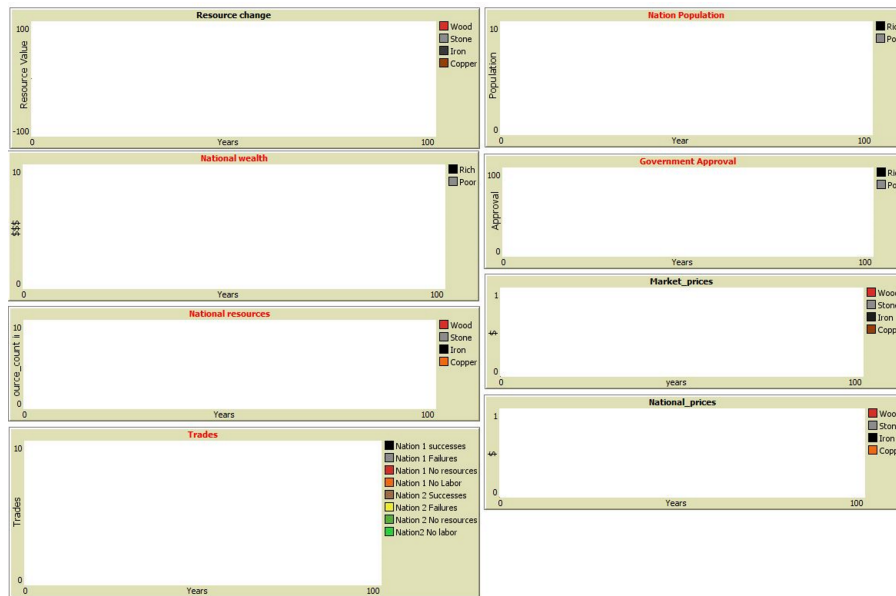 Resource change
100
Resource Value
-100
0 Years 100
Wood
Stone
Iron
Copper
Nation Population
10
Population
0
0 Year 100
National wealth
10
$$$
0
0 Years 100
Rich
Poor
Government Approval
100
Approval
0
0 Years 100
National resources
10
0
0 Years 100
Wood
Stone
Iron
Copper
Market_prices
1
$
0
0 years 100
Iron
National_prices
1
$
0
0 Years 100
Iron
Trades
10
Trades
0
0 Years 100
Nation 1 successes
Nation 1 Failures
Nation 1 No resources
Nation 1 No Labor
Nation 2 Successes
Nation 2 Failures
Nation 2 No resources
Nation2 No labor